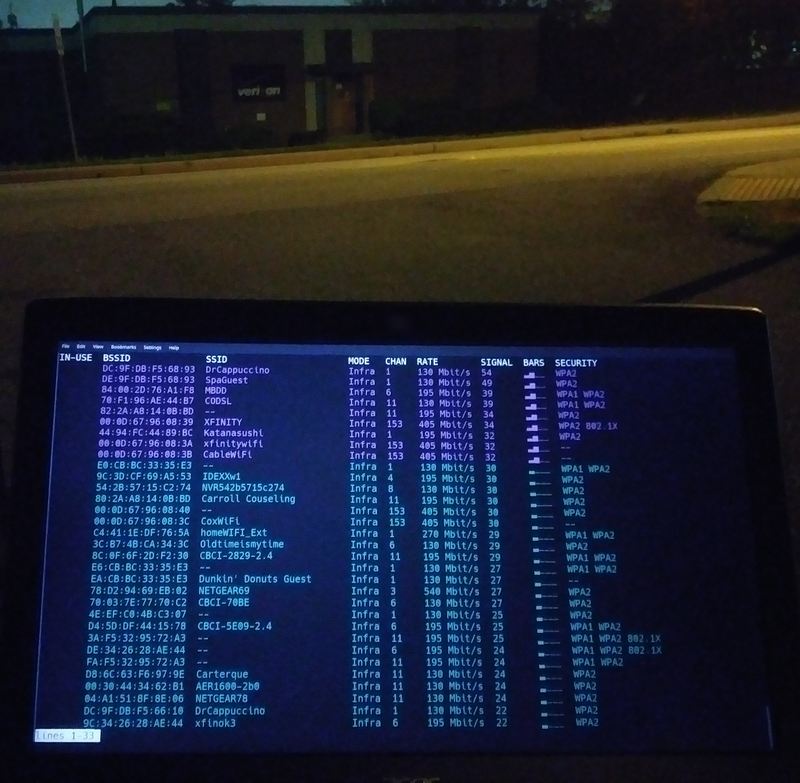 verizon
File Edit View Bookmarks Settings Help
IN-USE BSSID SSID MODE CHAN RATE SIGNAL BARS SECURITY
DC:9F:DB:F5:68:93 DrCappuccino Infra 1 130 Mbit/s 54 WPA2
DE:9F:DB:F5:68:93 SpaGuest Infra 1 130 Mbit/s 49 WPA2
84:00:2D:76:A1:F8 MBDD Infra 6 195 Mbit/s 39 WPA1 WPA2
70:F1:96:AE:44:B7 CODSL Infra 11 130 Mbit/s 39 WPA1 WPA2
82:2A:A8:14:0B:BD -- Infra 11 195 Mbit/s 34 WPA2
00:0D:67:96:08:39 XFINITY Infra 153 405 Mbit/s 34 WPA2 802.1X
44:94:FC:44:89:BC Katanasushi Infra 1 195 Mbit/s 32 WPA2
00:0D:67:96:08:3A xfinitywifi Infra 153 405 Mbit/s 32 --
00:0D:67:96:08:3B CableWiFi Infra 153 405 Mbit/s 32 --
E0:CB:BC:33:35:E3 -- Infra 1 130 Mbit/s 30 WPA1 WPA2
9C:3D:CF:69:A5:53 IDEXXw1 Infra 4 195 Mbit/s 30 WPA2
54:2B:57:15:C2:74 NVR542b5715c274 Infra 8 130 Mbit/s 30 WPA2
80:2A:A8:14:0B:BD Carroll Couseling Infra 11 195 Mbit/s 30 WPA2
00:0D:67:96:08:40 -- Infra 153 405 Mbit/s 30 WPA2
00:0D:67:96:08:3C CoxWiFi Infra 153 405 Mbit/s 30 --
C4:41:1E:DF:76:5A homeWIFI_Ext Infra 1 270 Mbit/s 29 WPA1 WPA2
3C:B7:4B:CA:34:3C Oldtimeismytime Infra 6 130 Mbit/s 29 WPA2
8C:0F:6F:2D:F2:30 CBCI-2829-2.4 Infra 11 195 Mbit/s 29 WPA1 WPA2
E6:CB:BC:33:35:E3 -- Infra 1 130 Mbit/s 27 WPA1 WPA2
EA:CB:BC:33:35:E3 Dunkin' Donuts Guest Infra 1 130 Mbit/s 27 --
78:D2:94:69:EB:02 NETGEAR69 Infra 3 540 Mbit/s 27 WPA2
70:03:7E:77:70:C2 CBCI-70BE Infra 6 130 Mbit/s 27 WPA2
4E:EF:C0:4B:C3:07 -- Infra 1 130 Mbit/s 25 WPA2
D4:5D:DF:44:15:78 CBCI-5E09-2.4 Infra 6 195 Mbit/s 25 WPA1 WPA2
3A:F5:32:95:72:A3 -- Infra 11 195 Mbit/s 25 WPA1 WPA2 802.1X
DE:34:26:28:AE:44 -- Infra 6 195 Mbit/s 24 WPA1 WPA2 802.1X
FA:F5:32:95:72:A3 -- Infra 11 195 Mbit/s 24 WPA1 WPA2
D8:6C:63:F6:97:9E Carterque Infra 11 130 Mbit/s 24 WPA2
00:30:44:34:62:B1 AER1600-2b0 Infra 11 130 Mbit/s 24 WPA2
04:A1:51:8F:8E:06 NETGEAR78 Infra 11 130 Mbit/s 24 WPA2
DC:9F:DB:F5:66:10 DrCappuccino Infra 1 130 Mbit/s 22 WPA2
9C:34:26:28:AE:44 xfinok3 Infra 6 195 Mbit/s 22 WPA2
lines 1-33